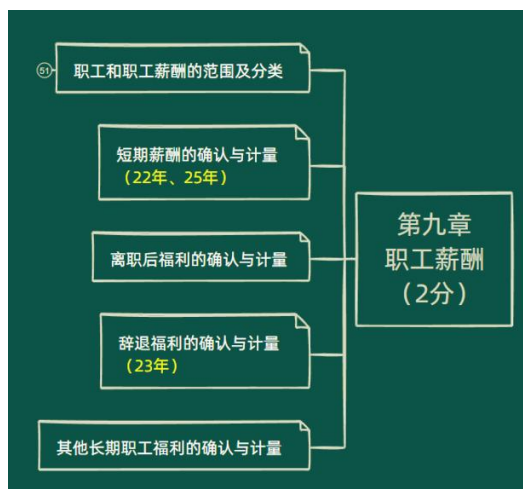 51
职工和职工薪酬的范围及分类
短期薪酬的确认与计量
（22年、25年）
离职后福利的确认与计量
辞退福利的确认与计量
（23年）
其他长期职工福利的确认与计量
第九章
职工薪酬
（2分）